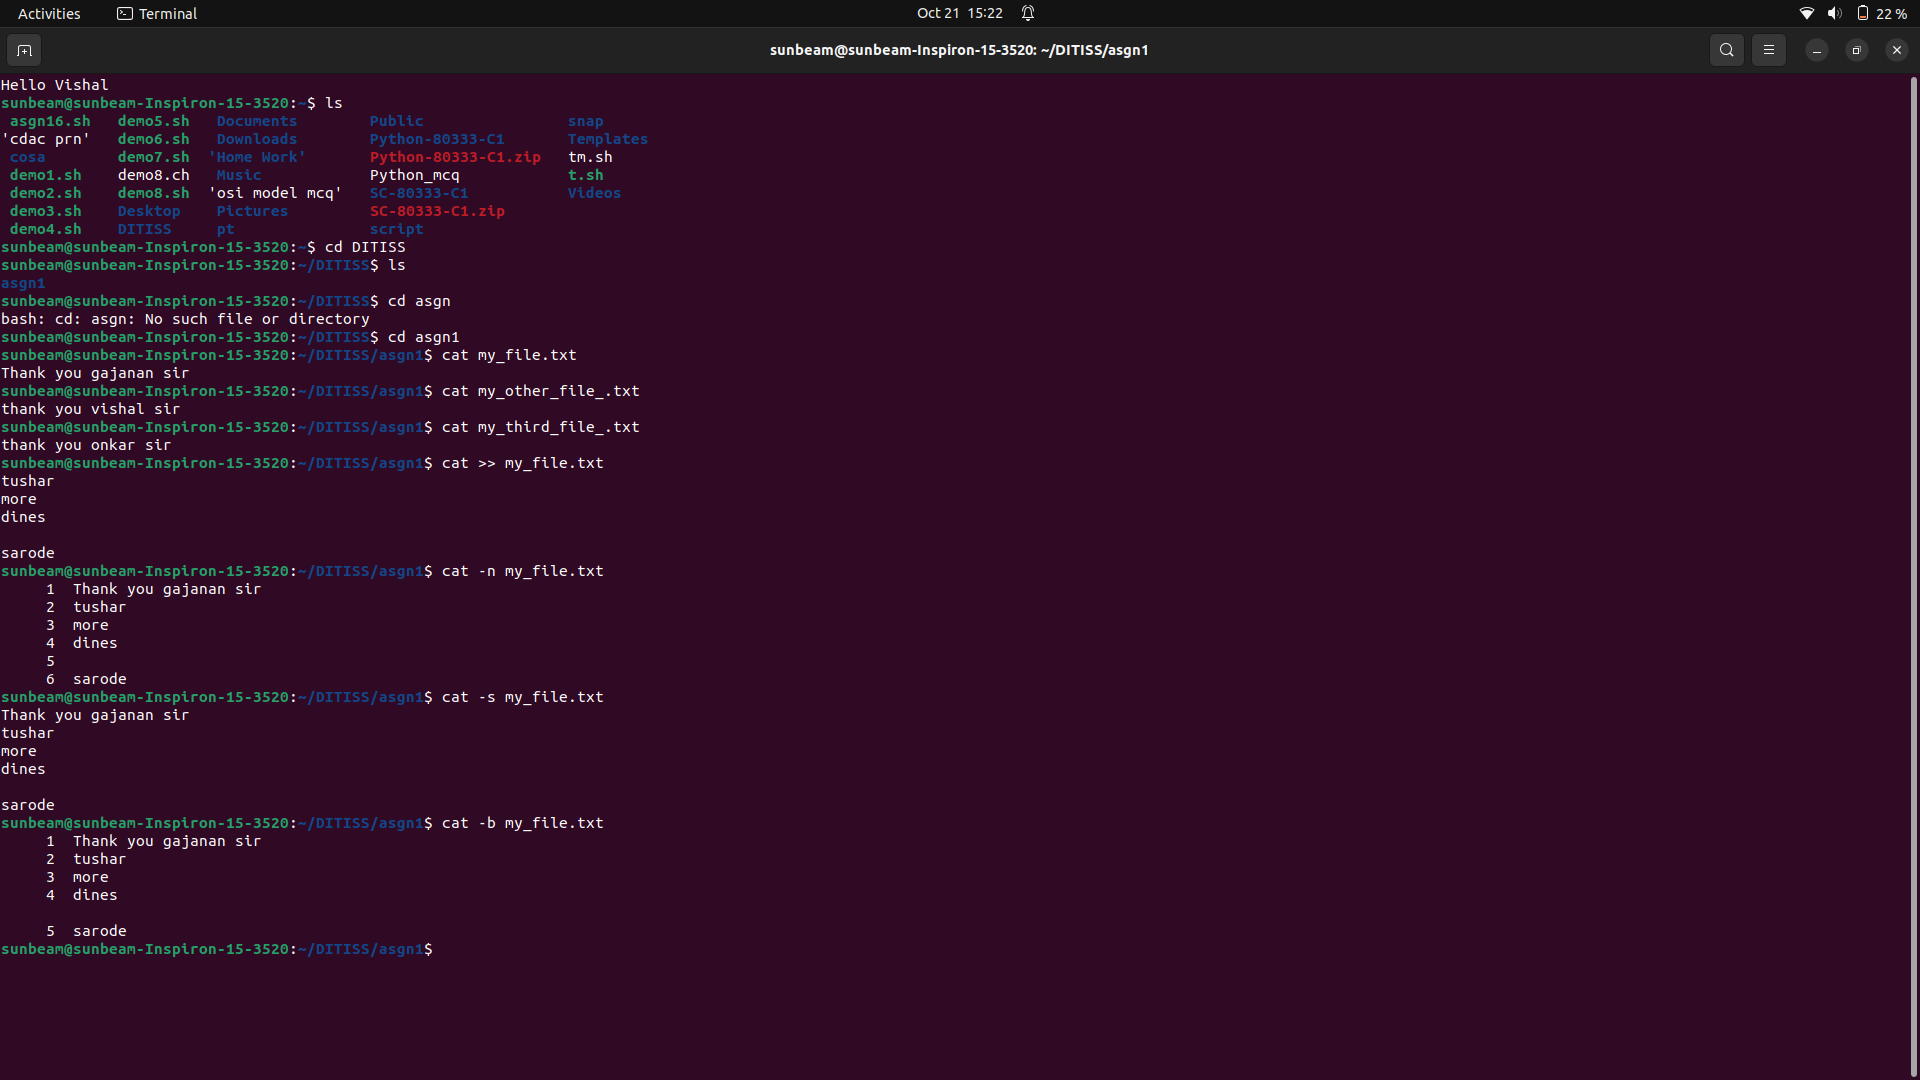 Activities Terminal Oct 21 15:22 22 %
sunbeam@sunbeam-Inspiron-15-3520: ~/DITISS/asgn1
Hello Vishal
sunbeam@sunbeam-Inspiron-15-3520:~$ ls
asgn16.sh demo5.sh Documents Public snap
'cdac prn' demo6.sh Downloads Python-80333-C1 Templates
cosa demo7.sh 'Home Work' Python-80333-C1.zip tm.sh
demo1.sh demo8.ch Music Python_mcq t.sh
demo2.sh demo8.sh 'osi model mcq' SC-80333-C1 Videos
demo3.sh Desktop Pictures SC-80333-C1.zip
demo4.sh DITISS pt script
sunbeam@sunbeam-Inspiron-15-3520:~$ cd DITISS
sunbeam@sunbeam-Inspiron-15-3520:~/DITISS$ ls
asgn1
sunbeam@sunbeam-Inspiron-15-3520:~/DITISS$ cd asgn
bash: cd: asgn: No such file or directory
sunbeam@sunbeam-Inspiron-15-3520:~/DITISS$ cd asgn1
sunbeam@sunbeam-Inspiron-15-3520:~/DITISS/asgn1$ cat my_file.txt
Thank you gajanan sir
sunbeam@sunbeam-Inspiron-15-3520:~/DITISS/asgn1$ cat my_other_file_.txt
thank you vishal sir
sunbeam@sunbeam-Inspiron-15-3520:~/DITISS/asgn1$ cat my_third_file_.txt
thank you onkar sir
sunbeam@sunbeam-Inspiron-15-3520:~/DITISS/asgn1$ cat >> my_file.txt
tushar
more
dines

sarode
sunbeam@sunbeam-Inspiron-15-3520:~/DITISS/asgn1$ cat -n my_file.txt
1 Thank you gajanan sir
2 tushar
3 more
4 dines
5
6 sarode
sunbeam@sunbeam-Inspiron-15-3520:~/DITISS/asgn1$ cat -s my_file.txt
Thank you gajanan sir
tushar
more
dines

sarode
sunbeam@sunbeam-Inspiron-15-3520:~/DITISS/asgn1$ cat -b my_file.txt
1 Thank you gajanan sir
2 tushar
3 more
4 dines

5 sarode
sunbeam@sunbeam-Inspiron-15-3520:~/DITISS/asgn1$